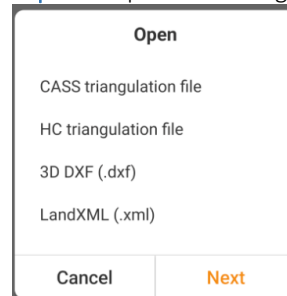 Open
CASS triangulation file
HC triangulation file
3D DXF (.dxf)
LandXML (.xml)
Cancel
Next